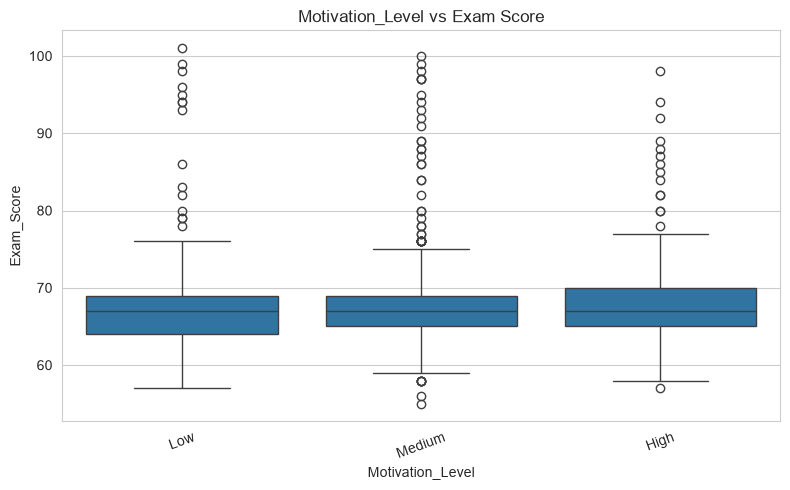 Motivation_Level vs Exam Score
Exam_Score
100
90
80
70
60
Low
Medium
High
Motivation_Level